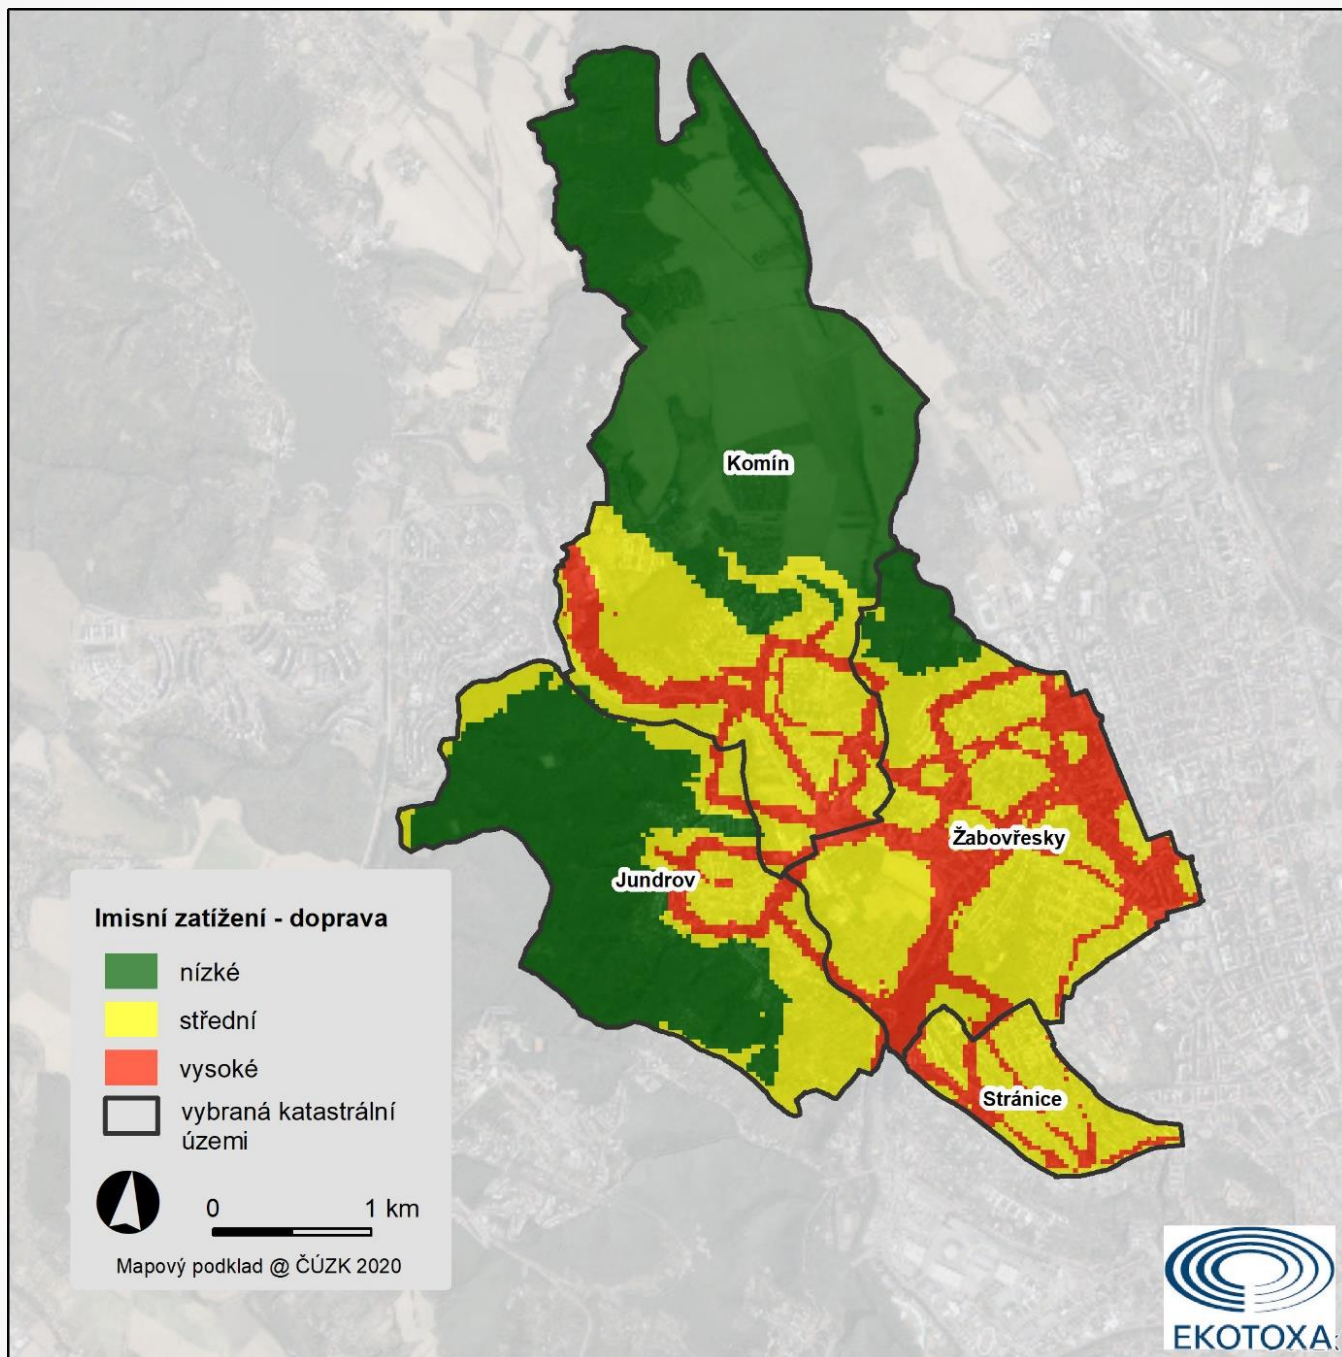 Komín
Žabovřesky
Jundrov
Stránice
Imisní zatížení - doprava
nízké
střední
vysoké
vybraná katastrální
územi
0 1 km
Mapový podklad @ ČÚZK 2020
EKOTOXA